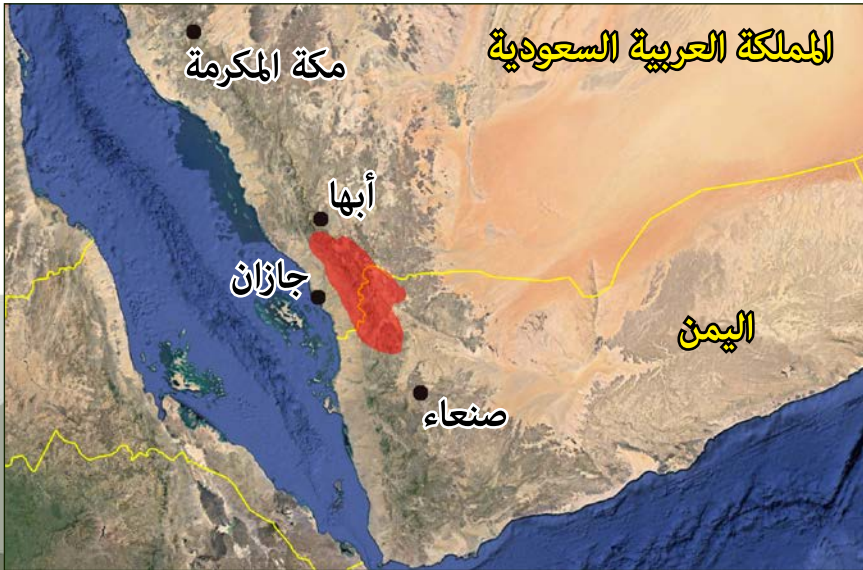 المملكة العربية السعودية
مكة المكرمة
أبها
جازان
اليمن
صنعاء